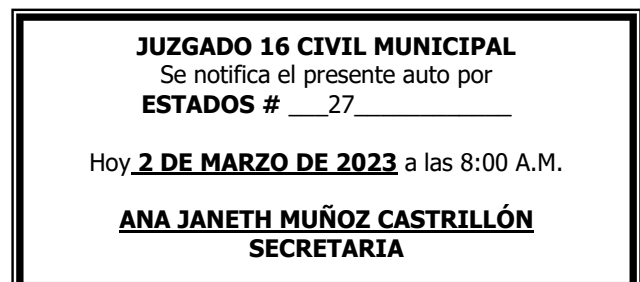 JUZGADO 16 CIVIL MUNICIPAL
Se notifica el presente auto por
ESTADOS # ___27____________
Hoy 2 DE MARZO DE 2023 a las 8:00 A.M.
ANA JANETH MUÑOZ CASTRILLÓN
SECRETARIA